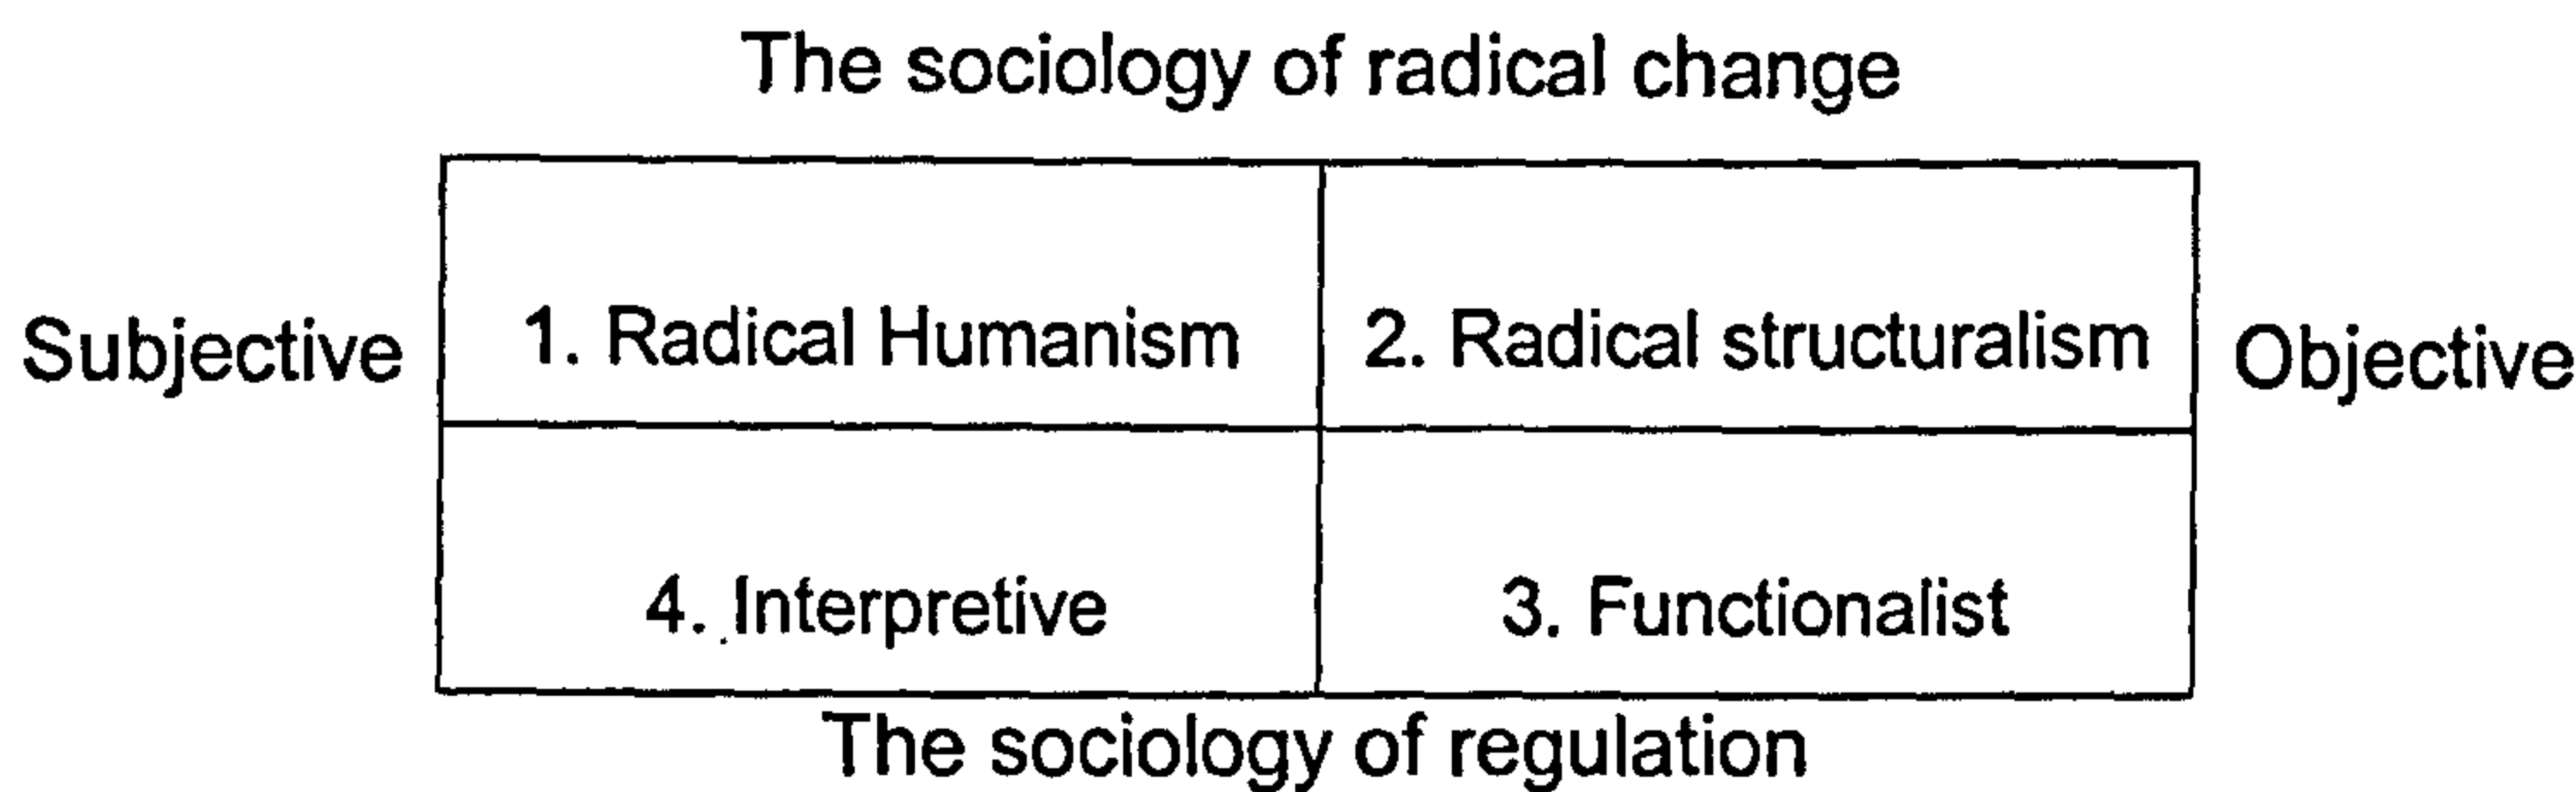 The sociology of radical change
Subjective
1. Radical Humanism
2. Radical structuralism
Objective
4. Interpretive
3. Functionalist
The sociology of regulation